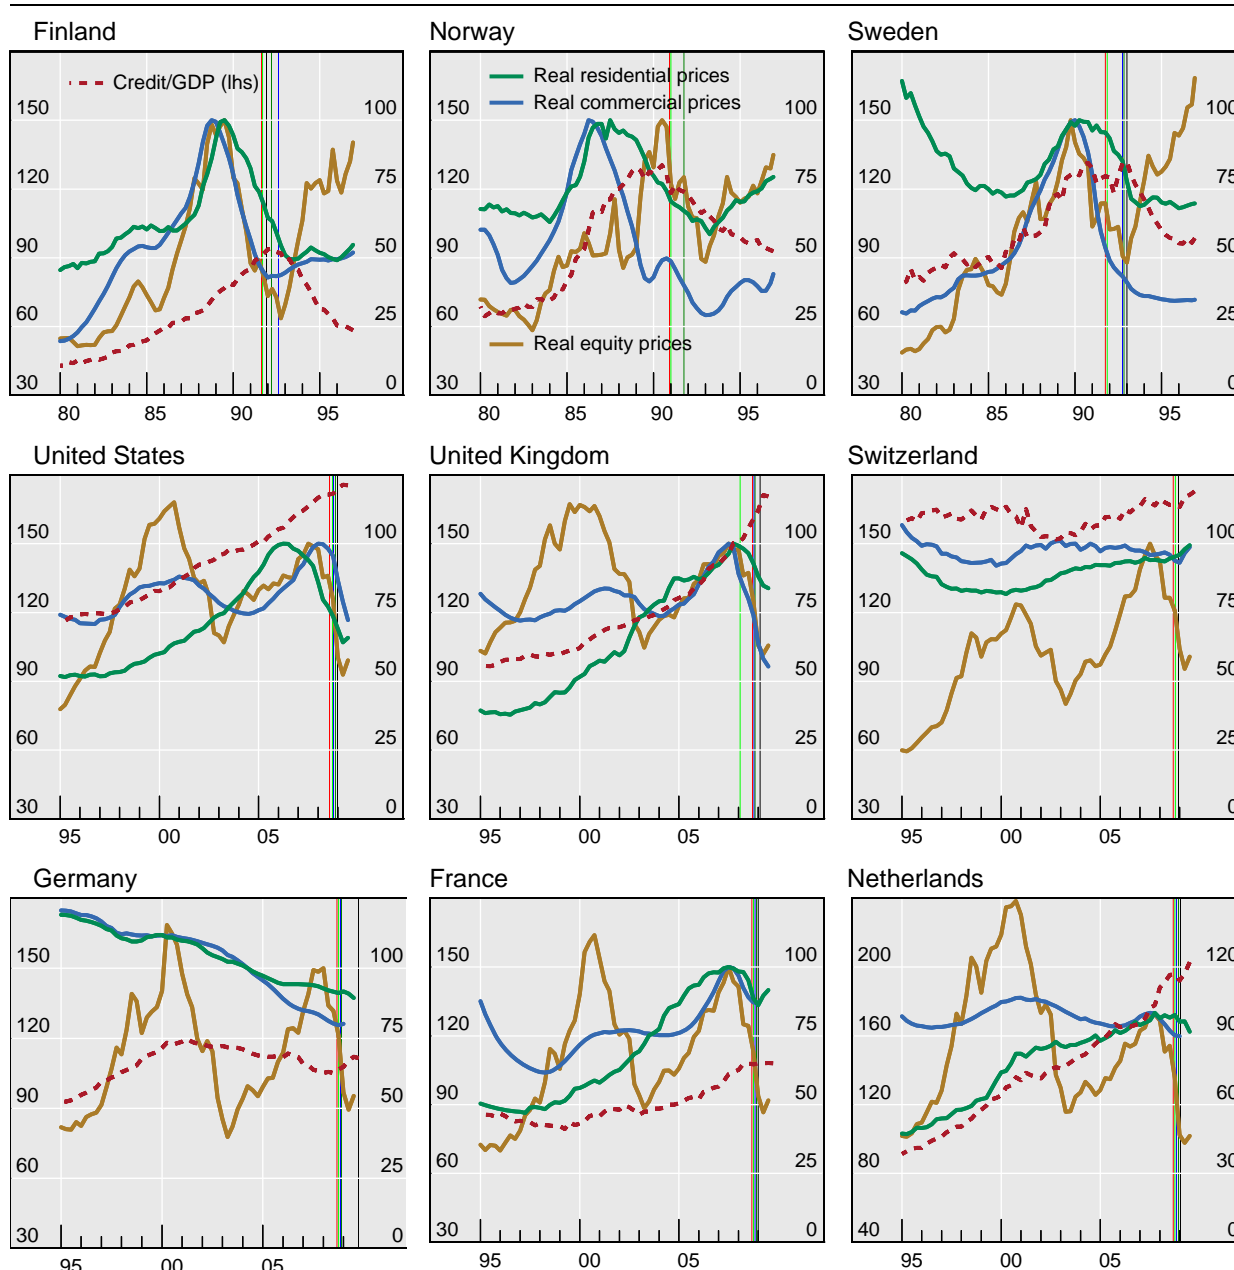 Finland Norway Sweden
Credit/GDP (lhs) Real residential prices
Real commercial prices
150 100 150 100 150 100
120 75 120 75 120 75
90 50 90 50 90 50
60 25 60 25 60 25
Real equity prices
30 0 30 0 30 0
80 85 90 95 80 85 90 95 80 85 90 95
United States United Kingdom Switzerland
150 100 150 100 150 100
120 75 120 75 120 75
90 50 90 50 90 50
60 25 60 25 60 25
30 0 30 0 30 0
95 00 05 95 00 05 95 00 05
Germany France Netherlands
150 100 150 100 200 120
120 75 120 75 160 90
90 50 90 50 120 60
60 25 60 25 80 30
30 0 30 0 40 0
95 00 05 95 00 05 95 00 05